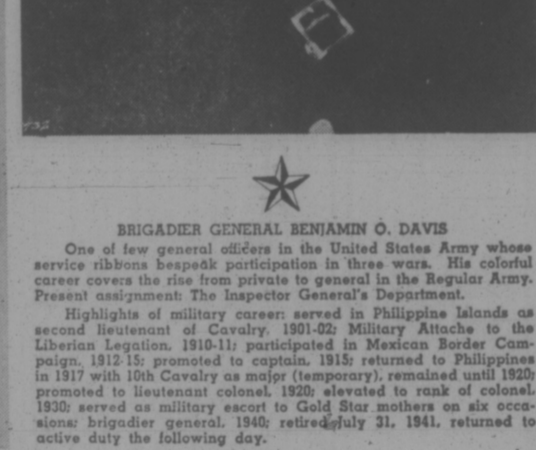 BRIGADIER GENERAL BENJAMIN O. DAVIS
One of few general officers in the United States Army whose
service ribbons bespeak participation in three wars. His colorful
career covers the rise from private to general in the Regular Army.
Present assignment: The Inspector General's Department.
Highlights of military career: served in Philippine Islands as
second lieutenant of Cavalry, 1901-02; Military Attache to the
Liberian Legation, 1910-11; participated in Mexican Border Cam-
paign, 1912-15; promoted to captain, 1915; returned to Philippines
in 1917 with 10th Cavalry as major (temporary), remained until 1920;
promoted to lieutenant colonel, 1920; elevated to rank of colonel,
1930; served as military escort to Gold Star mothers on six occa-
sions; brigadier general, 1940; retired July 31, 1941, returned to
active duty the following day.